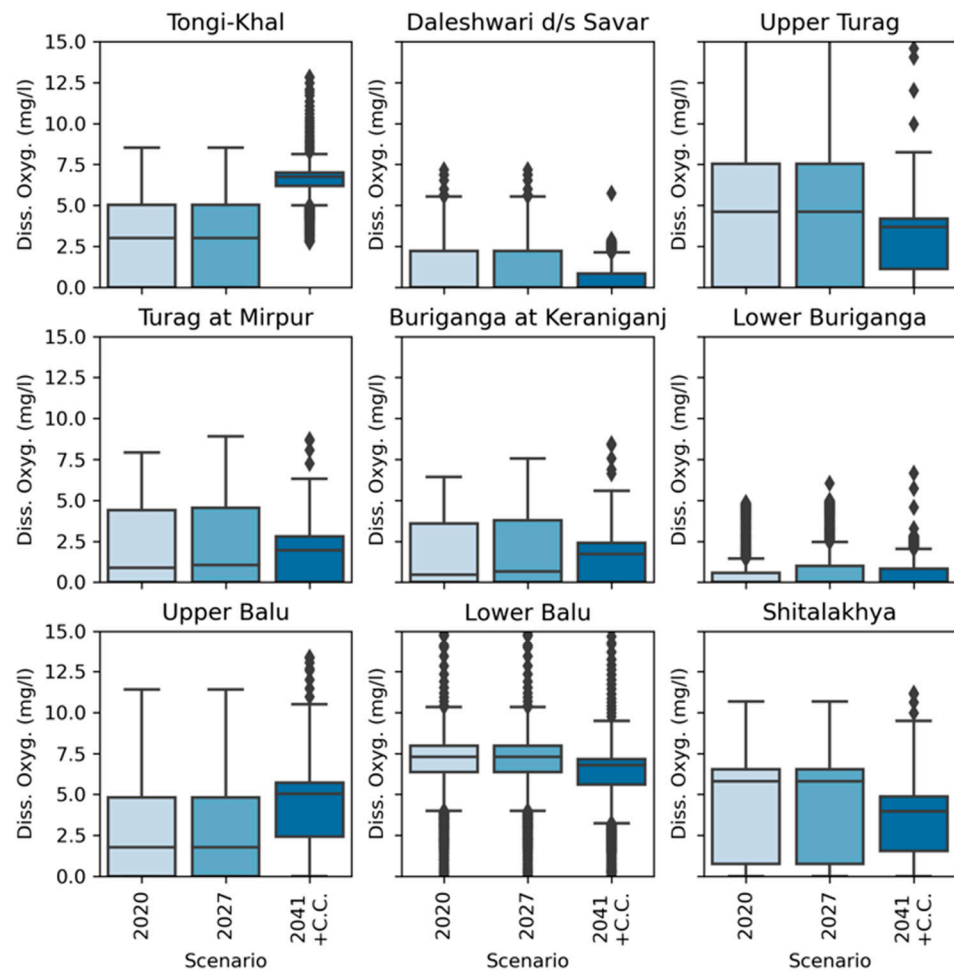 Tongi-Khal Daleshwari d/s Savar Upper Turag
15.0
12.5
10.0
7.5
5.0
2.5
0.0
Diss. Oxyg. (mg/l)
Diss. Oxyg. (mg/l)
Diss. Oxyg. (mg/l)
Turag at Mirpur Buriganga at Keraniganj Lower Buriganga
15.0
12.5
10.0
7.5
5.0
2.5
0.0
Diss. Oxyg. (mg/l)
Diss. Oxyg. (mg/l)
Diss. Oxyg. (mg/l)
Upper Balu Lower Balu Shitalakhya
15.0
12.5
10.0
7.5
5.0
2.5
0.0
Diss. Oxyg. (mg/l)
Diss. Oxyg. (mg/l)
Diss. Oxyg. (mg/l)
2020
2027
2041
+C.C.
2020
2027
2041
+C.C.
2020
2027
2041
+C.C.
Scenario Scenario Scenario